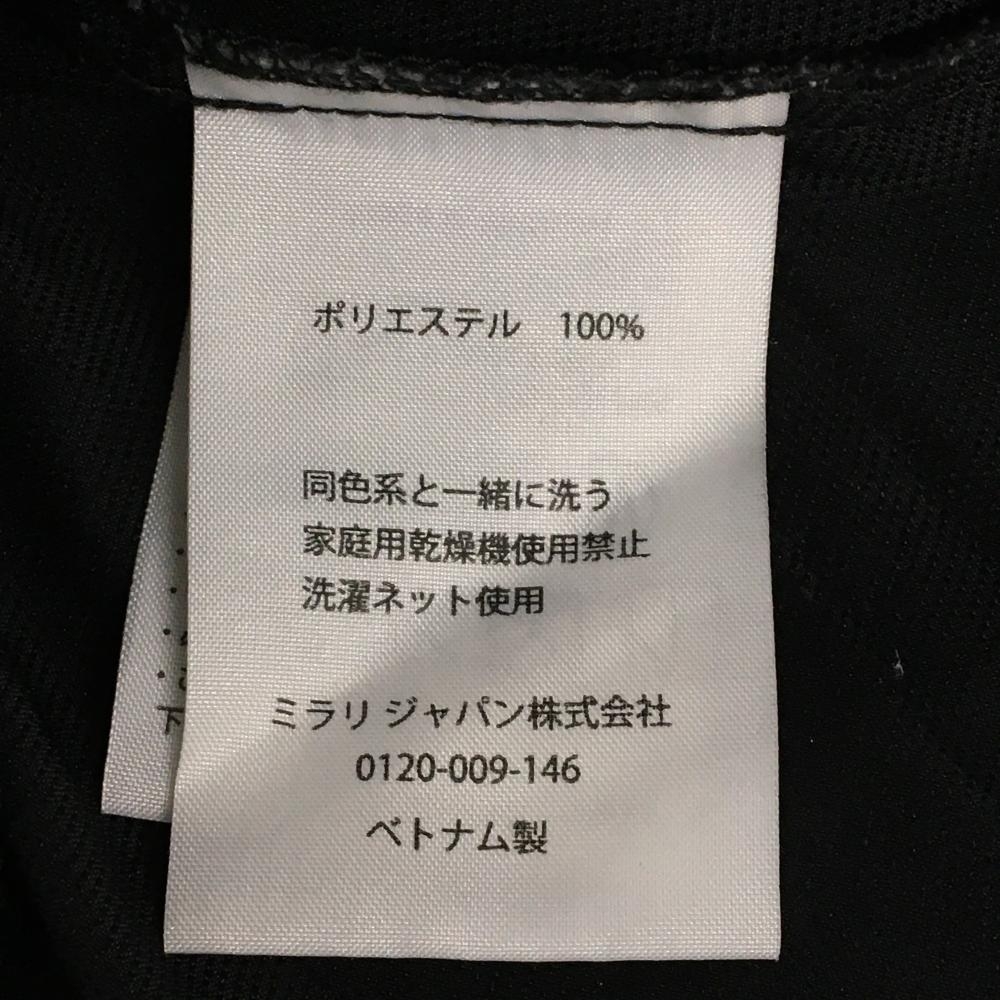 ポリエステル　100%
同色系と一緒に洗う
家庭用乾燥機使用禁止
洗濯ネット使用
ミラリ ジャパン株式会社
0120-009-146
ベトナム製
下